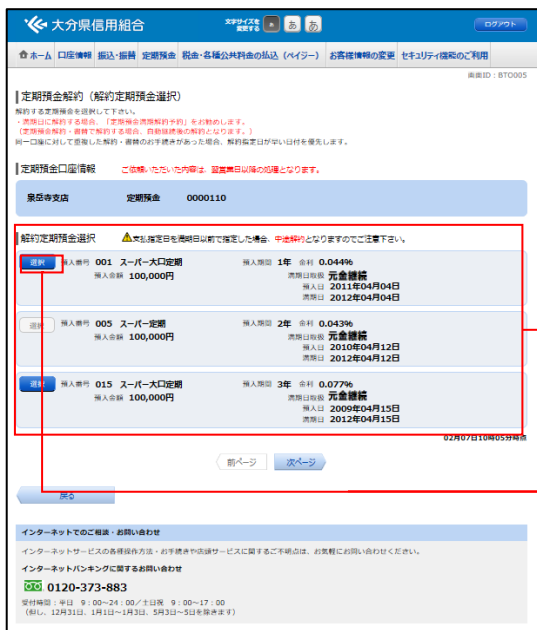 大分県信用組合
文字サイズを変更する あ あ あ
ログアウト
ホーム 口座情報 振込・振替 定期預金 税金・各種公共料金の払込（ペイジー） お客様情報の変更 セキュリティ機能のご利用
画面ID：BTO005
定期預金解約（解約定期預金選択）
解約する定期預金を選択して下さい。
・満期日に解約する場合、「定期預金満期解約予約」をお勧めします。
（定期預金解約・書替で解約する場合、自動継続後の解約となります。）
同一口座に対して重複した解約・書替のお手続きがあった場合、解約指定日が早い日付を優先します。
定期預金口座情報 ご依頼いただいた内容は、翌営業日以降の処理となります。
泉岳寺支店 定期預金 0000110
解約定期預金選択 支払指定日を満期日以前で指定した場合、中途解約となりますのでご注意下さい。
選択 預入番号 001 スーパー大口定期 預入期間 1年 金利 0.044%
預入金額 100,000円 満期日取扱 元金継続
預入日 2011年04月04日
満期日 2012年04月04日
選択 預入番号 005 スーパー定期 預入期間 2年 金利 0.043%
預入金額 100,000円 満期日取扱 元金継続
預入日 2010年04月12日
満期日 2012年04月12日
選択 預入番号 015 スーパー大口定期 預入期間 3年 金利 0.077%
預入金額 100,000円 満期日取扱 元金継続
預入日 2009年04月15日
満期日 2012年04月15日
02月07日10時05分時点
前ページ 次ページ
戻る
インターネットでのご相談・お問い合わせ
インターネットサービスの各種操作方法・お手続きや店頭サービスに関するご不明点は、お気軽にお問い合わせください。
インターネットバンキングに関するお問い合わせ
0120-373-883
受付時間：平日 9：00～24：00／土日祝 9：00～17：00
（但し、12月31日、1月1日～1月3日、5月3日～5日を除きます）